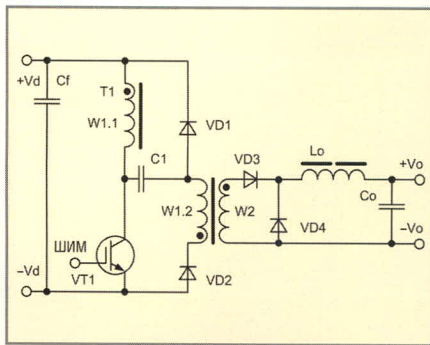 +Vd
Cf
T1
W1.1
VD1
C1
VD3
Lo
+Vo
W1.2
W2
VD4
Co
−Vo
ШИМ
VT1
−Vd
VD2